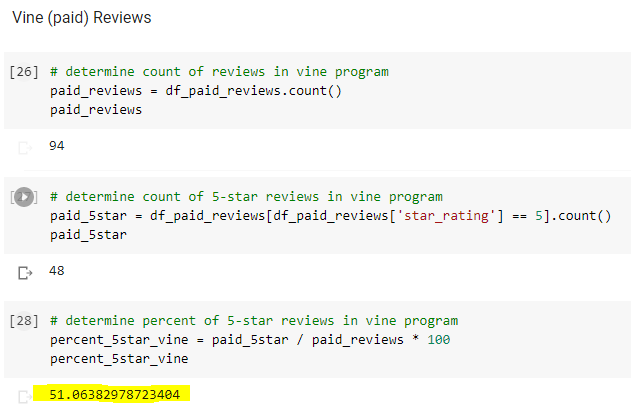 Vine (paid) Reviews
[26] # determine count of reviews in vine program
paid_reviews = df_paid_reviews.count()
paid_reviews
94
# determine count of 5-star reviews in vine program
paid_5star = df_paid_reviews[df_paid_reviews['star_rating'] == 5].count()
paid_5star
48
[28] # determine percent of 5-star reviews in vine program
percent_5star_vine = paid_5star / paid_reviews * 100
percent_5star_vine
51.06382978723404